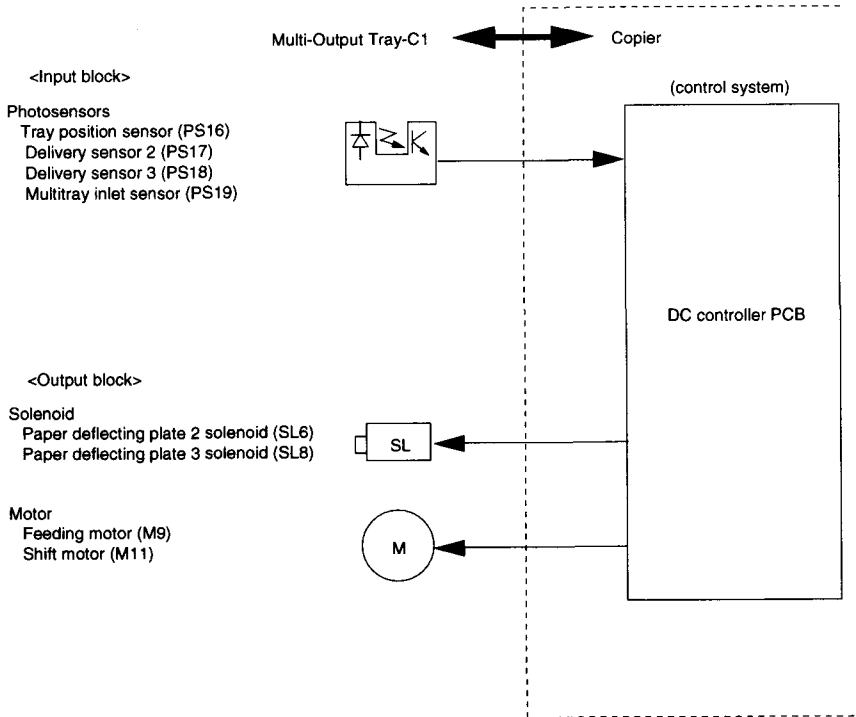 Multi-Output Tray-C1
Copier
<Input block>
(control system)
Photosensors
Tray position sensor (PS16)
Delivery sensor 2 (PS17)
Delivery sensor 3 (PS18)
Multitray inlet sensor (PS19)
DC controller PCB
<Output block>
Solenoid
Paper deflecting plate 2 solenoid (SL6)
Paper deflecting plate 3 solenoid (SL8)
SL
Motor
Feeding motor (M9)
Shift motor (M11)
M